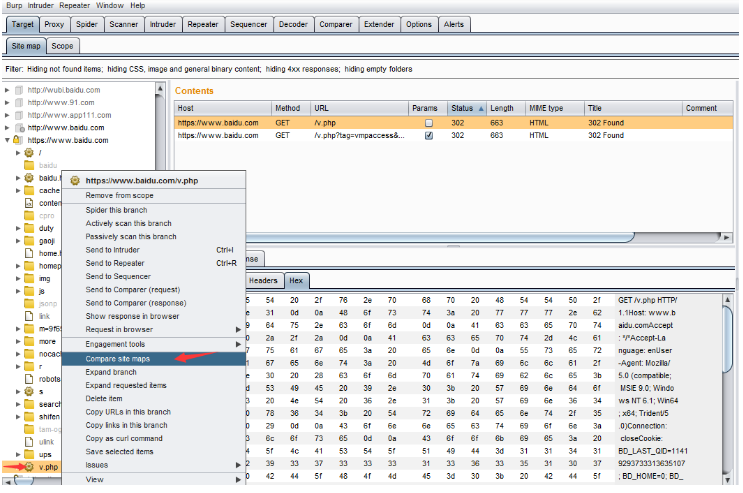 Burp Intruder Repeater Window Help
Target Proxy Spider Scanner Intruder Repeater Sequencer Decoder Comparer Extender Options Alerts
Site map Scope
Filter: Hiding not found items; hiding CSS, image and general binary content; hiding 4xx responses; hiding empty folders
http://wubi.baidu.com
http://www.91.com
http://www.app111.com
http://www.baidu.com
https://www.baidu.com
/
baidu
baidu.
cache
conten
cpro
duty
gaoji
home.
homep
img
js
jsonp
link
m=9f65
more
nocach
r
robots
s
search
shifen
ulink
ups
v.php
Contents
Host Method URL Params Status Length MIME type Title Comment
https://www.baidu.com GET /v.php 302 663 HTML 302 Found
https://www.baidu.com GET /v.php?tag=vmpaccess&... 302 663 HTML 302 Found
https://www.baidu.com/v.php
Remove from scope
Spider this branch
Actively scan this branch
Passively scan this branch
Send to Intruder Ctrl+I
Send to Repeater Ctrl+R
Send to Sequencer
Send to Comparer (request)
Send to Comparer (response)
Show response in browser
Request in browser
Engagement tools
Compare site maps
Expand branch
Expand requested items
Delete item
Copy URLs in this branch
Copy links in this branch
Copy as curl command
Save selected items
Issues
View
nse
Headers Hex
5 54 20 2f 76 2e 70 68 70 20 48 54 54 50 2f GET /v.php HTTP/
e 31 0d 0a 48 6f 73 74 3a 20 77 77 77 2e 62 1.1Host: www.b
9 64 75 2e 63 6f 6d 0d 0a 41 63 63 65 70 74 aidu.comAccept
0 2a 2f 2a 0d 0a 41 63 63 65 70 74 2d 4c 61 : */*Accept-La
7 75 61 67 65 3a 20 65 6e 0d 0a 55 73 65 72 nguage: enUser
1 67 65 6e 74 3a 20 4d 6f 7a 69 6c 6c 61 2f -Agent: Mozilla/
e 30 20 28 63 6f 6d 70 61 74 69 62 6c 65 3b 5.0 (compatible;
d 53 49 45 20 39 2e 30 3b 20 57 69 6e 64 6f MSIE 9.0; Windo
3 20 4e 54 20 36 2e 31 3b 20 57 69 6e 36 34 ws NT 6.1; Win64
0 78 36 34 3b 20 54 72 69 64 65 6e 74 2f 35 ; x64; Trident/5
0 29 0d 0a 43 6f 6e 6e 65 63 74 69 6f 6e 3a .0)Connection:
3 6c 6f 73 65 0d 0a 43 6f 6f 6b 69 65 3a 20 closeCookie:
4 5f 4c 41 53 54 5f 51 49 44 3d 31 31 34 31 BD_LAST_QID=1141
2 39 33 37 33 33 33 31 33 36 33 35 31 30 37 9293733313635107
0 42 44 5f 48 4f 4d 45 3d 30 3b 20 42 44 5f ; BD_HOME=0; BD_